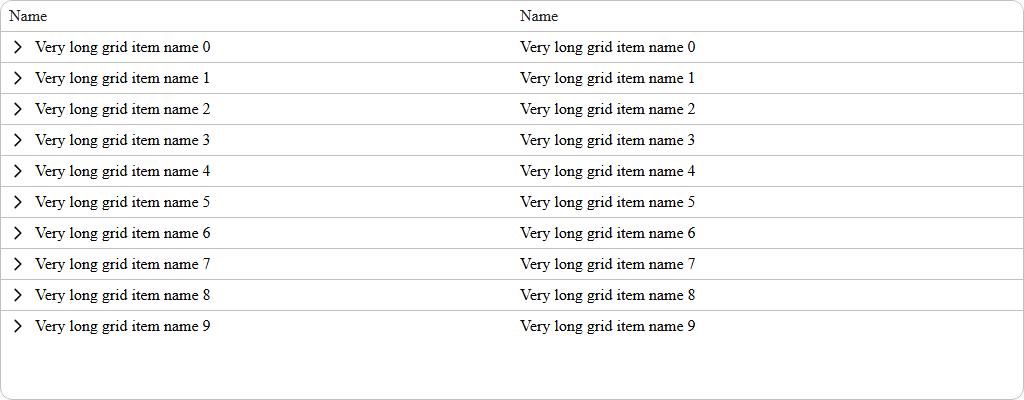 Name Name
Very long grid item name 0 Very long grid item name 0
Very long grid item name 1 Very long grid item name 1
Very long grid item name 2 Very long grid item name 2
Very long grid item name 3 Very long grid item name 3
Very long grid item name 4 Very long grid item name 4
Very long grid item name 5 Very long grid item name 5
Very long grid item name 6 Very long grid item name 6
Very long grid item name 7 Very long grid item name 7
Very long grid item name 8 Very long grid item name 8
Very long grid item name 9 Very long grid item name 9